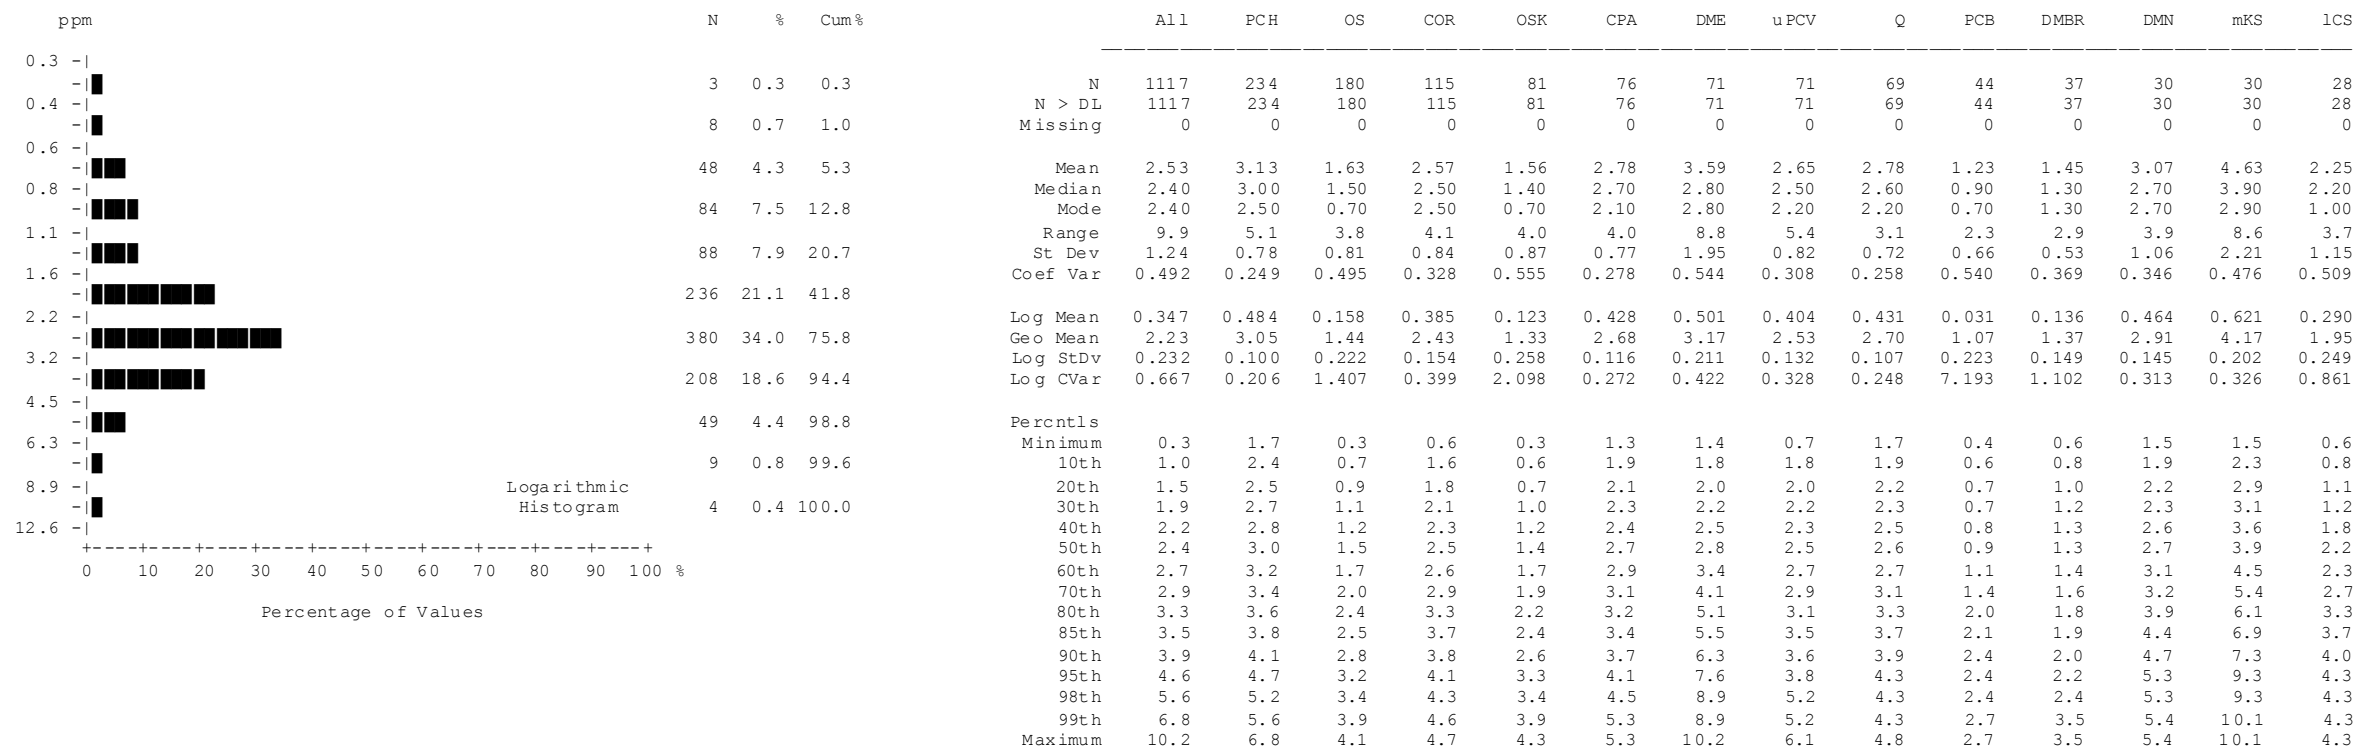 ppm N % Cum% All PCH OS COR OSK CPA DME uPCV Q PCB DMBR DMN mKS lCS
0.3 -|
-| 3 0.3 0.3 N 1117 234 180 115 81 76 71 71 69 44 37 30 30 28
0.4 -| N > DL 1117 234 180 115 81 76 71 71 69 44 37 30 30 28
-| 8 0.7 1.0 Missing 0 0 0 0 0 0 0 0 0 0 0 0 0 0
0.6 -|
-| 48 4.3 5.3 Mean 2.53 3.13 1.63 2.57 1.56 2.78 3.59 2.65 2.78 1.23 1.45 3.07 4.63 2.25
0.8 -| Median 2.40 3.00 1.50 2.50 1.40 2.70 2.80 2.50 2.60 0.90 1.30 2.70 3.90 2.20
-| 84 7.5 12.8 Mode 2.40 2.50 0.70 2.50 0.70 2.10 2.80 2.20 2.20 0.70 1.30 2.70 2.90 1.00
1.1 -| Range 9.9 5.1 3.8 4.1 4.0 4.0 8.8 5.4 3.1 2.3 2.9 3.9 8.6 3.7
-| 88 7.9 20.7 St Dev 1.24 0.78 0.81 0.84 0.87 0.77 1.95 0.82 0.72 0.66 0.53 1.06 2.21 1.15
1.6 -| Coef Var 0.492 0.249 0.495 0.328 0.555 0.278 0.544 0.308 0.258 0.540 0.369 0.346 0.476 0.509
-| 236 21.1 41.8
2.2 -| Log Mean 0.347 0.484 0.158 0.385 0.123 0.428 0.501 0.404 0.431 0.031 0.136 0.464 0.621 0.290
-| 380 34.0 75.8 Geo Mean 2.23 3.05 1.44 2.43 1.33 2.68 3.17 2.53 2.70 1.07 1.37 2.91 4.17 1.95
3.2 -| Log StDv 0.232 0.100 0.222 0.154 0.258 0.116 0.211 0.132 0.107 0.223 0.149 0.145 0.202 0.249
-| 208 18.6 94.4 Log CVar 0.667 0.206 1.407 0.399 2.098 0.272 0.422 0.328 0.248 7.193 1.102 0.313 0.326 0.861
4.5 -|
-| 49 4.4 98.8 Percntls
6.3 -| Minimum 0.3 1.7 0.3 0.6 0.3 1.3 1.4 0.7 1.7 0.4 0.6 1.5 1.5 0.6
-| 9 0.8 99.6 10th 1.0 2.4 0.7 1.6 0.6 1.9 1.8 1.8 1.9 0.6 0.8 1.9 2.3 0.8
8.9 -| Logarithmic 20th 1.5 2.5 0.9 1.8 0.7 2.1 2.0 2.0 2.2 0.7 1.0 2.2 2.9 1.1
-| Histogram 4 0.4 100.0 30th 1.9 2.7 1.1 2.1 1.0 2.3 2.2 2.2 2.3 0.7 1.2 2.3 3.1 1.2
12.6 -| 40th 2.2 2.8 1.2 2.3 1.2 2.4 2.5 2.3 2.5 0.8 1.3 2.6 3.6 1.8
+----+----+----+----+----+----+----+----+----+----+ 50th 2.4 3.0 1.5 2.5 1.4 2.7 2.8 2.5 2.6 0.9 1.3 2.7 3.9 2.2
0 10 20 30 40 50 60 70 80 90 100 % 60th 2.7 3.2 1.7 2.6 1.7 2.9 3.4 2.7 2.7 1.1 1.4 3.1 4.5 2.3
70th 2.9 3.4 2.0 2.9 1.9 3.1 4.1 2.9 3.1 1.4 1.6 3.2 5.4 2.7
Percentage of Values 80th 3.3 3.6 2.4 3.3 2.2 3.2 5.1 3.1 3.3 2.0 1.8 3.9 6.1 3.3
85th 3.5 3.8 2.5 3.7 2.4 3.4 5.5 3.5 3.7 2.1 1.9 4.4 6.9 3.7
90th 3.9 4.1 2.8 3.8 2.6 3.7 6.3 3.6 3.9 2.4 2.0 4.7 7.3 4.0
95th 4.6 4.7 3.2 4.1 3.3 4.1 7.6 3.8 4.3 2.4 2.2 5.3 9.3 4.3
98th 5.6 5.2 3.4 4.3 3.4 4.5 8.9 5.2 4.3 2.4 2.4 5.3 9.3 4.3
99th 6.8 5.6 3.9 4.6 3.9 5.3 8.9 5.2 4.3 2.7 3.5 5.4 10.1 4.3
Maximum 10.2 6.8 4.1 4.7 4.3 5.3 10.2 6.1 4.8 2.7 3.5 5.4 10.1 4.3